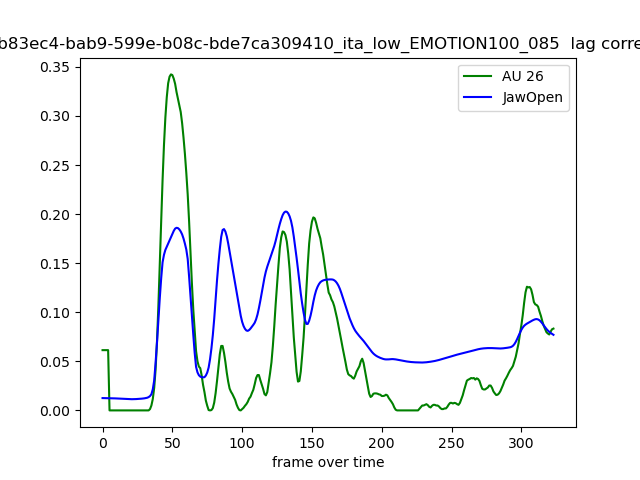 b83ec4-bab9-599e-b08c-bde7ca309410_ita_low_EMOTION100_085 lag corre
0.35
0.30
0.25
0.20
0.15
0.10
0.05
0.00
AU 26
JawOpen
0 50 100 150 200 250 300
frame over time